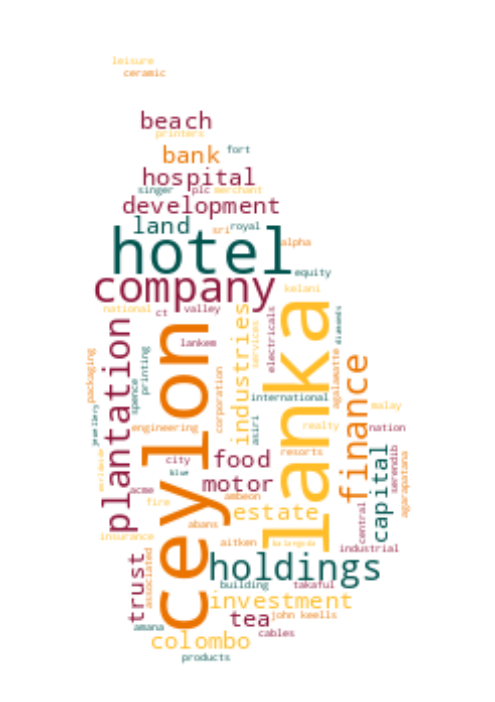 leisure
ceramic
beach
printers
bank
fort
hospital
singer
plc
merchant
development
land
sri
royal
hotel
alpha
equity
company
kelani
national
ct
valley
ceylon
lanka
plantation
industries
services
electricals
diamonds
lankem
packaging
printing
spence
corporation
international
agalawatte
finance
malay
jewellery
engineering
asiri
realty
nation
worldwide
city
food
resorts
blue
motor
capital
serendib
agarapatana
acme
fire
ambeon
estate
central
abans
insurance
aitken
balangoda
industrial
trust
associated
holdings
building
takaful
investment
amana
tea
john keells
cables
colombo
products